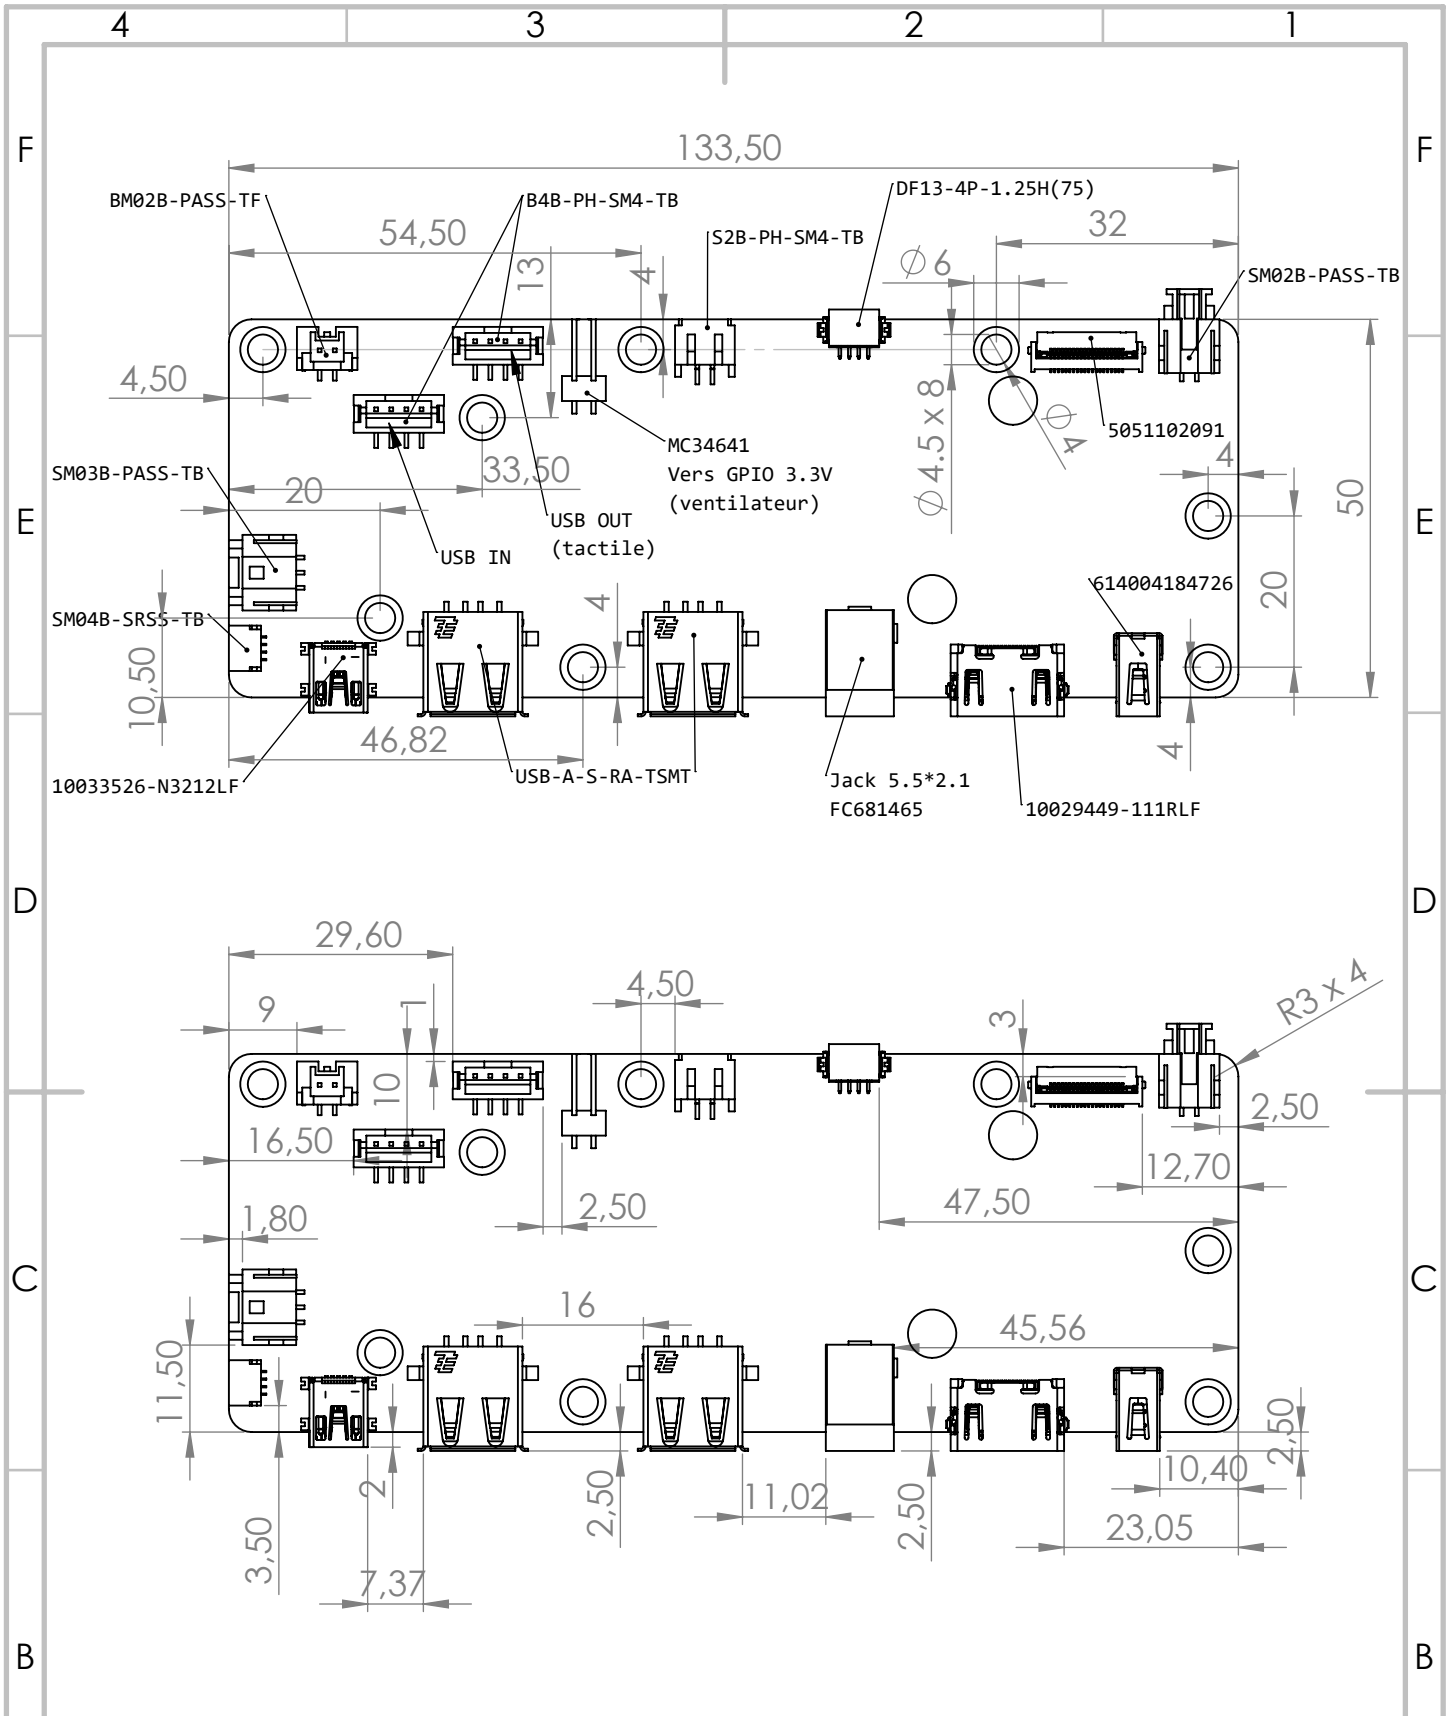 4 3 2 1
F F
133,50
BM02B-PASS-TF
B4B-PH-SM4-TB
DF13-4P-1.25H(75)
54,50
S2B-PH-SM4-TB
32
13
4
Ø 6
SM02B-PASS-TB
4,50
Ø 4.5 x 8
Ø 4
5051102091
MC34641
Vers GPIO 3.3V
(ventilateur)
SM03B-PASS-TB
33,50
20
4
50
E E
USB OUT
(tactile)
USB IN
614004184726
20
SM04B-SRSS-TB
4
10,50
46,82
4
10033526-N3212LF
USB-A-S-RA-TSMT
Jack 5.5*2.1
FC681465
10029449-111RLF
D D
29,60
4,50
R3 x 4
9
1
3
10
2,50
16,50
12,70
47,50
2,50
1,80
C C
16
45,56
11,50
2,50
10,40
2
2,50
11,02
2,50
23,05
3,50
7,37
B B